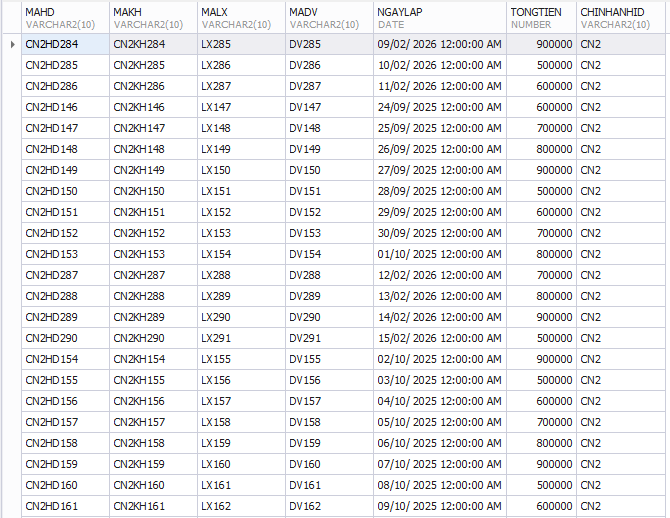 MAHD MAKH MALX MADV NGAYLAP TONGTIEN CHINHANHID
VARCHAR2(10) VARCHAR2(10) VARCHAR2(10) VARCHAR2(10) DATE NUMBER VARCHAR2(10)
CN2HD284 CN2KH284 LX285 DV285 09/02/ 2026 12:00:00 AM 900000 CN2
CN2HD285 CN2KH285 LX286 DV286 10/02/ 2026 12:00:00 AM 500000 CN2
CN2HD286 CN2KH286 LX287 DV287 11/02/ 2026 12:00:00 AM 600000 CN2
CN2HD146 CN2KH146 LX147 DV147 24/09/ 2025 12:00:00 AM 600000 CN2
CN2HD147 CN2KH147 LX148 DV148 25/09/ 2025 12:00:00 AM 700000 CN2
CN2HD148 CN2KH148 LX149 DV149 26/09/ 2025 12:00:00 AM 800000 CN2
CN2HD149 CN2KH149 LX150 DV150 27/09/ 2025 12:00:00 AM 900000 CN2
CN2HD150 CN2KH150 LX151 DV151 28/09/ 2025 12:00:00 AM 500000 CN2
CN2HD151 CN2KH151 LX152 DV152 29/09/ 2025 12:00:00 AM 600000 CN2
CN2HD152 CN2KH152 LX153 DV153 30/09/ 2025 12:00:00 AM 700000 CN2
CN2HD153 CN2KH153 LX154 DV154 01/10/ 2025 12:00:00 AM 800000 CN2
CN2HD287 CN2KH287 LX288 DV288 12/02/ 2026 12:00:00 AM 700000 CN2
CN2HD288 CN2KH288 LX289 DV289 13/02/ 2026 12:00:00 AM 800000 CN2
CN2HD289 CN2KH289 LX290 DV290 14/02/ 2026 12:00:00 AM 900000 CN2
CN2HD290 CN2KH290 LX291 DV291 15/02/ 2026 12:00:00 AM 500000 CN2
CN2HD154 CN2KH154 LX155 DV155 02/10/ 2025 12:00:00 AM 900000 CN2
CN2HD155 CN2KH155 LX156 DV156 03/10/ 2025 12:00:00 AM 500000 CN2
CN2HD156 CN2KH156 LX157 DV157 04/10/ 2025 12:00:00 AM 600000 CN2
CN2HD157 CN2KH157 LX158 DV158 05/10/ 2025 12:00:00 AM 700000 CN2
CN2HD158 CN2KH158 LX159 DV159 06/10/ 2025 12:00:00 AM 800000 CN2
CN2HD159 CN2KH159 LX160 DV160 07/10/ 2025 12:00:00 AM 900000 CN2
CN2HD160 CN2KH160 LX161 DV161 08/10/ 2025 12:00:00 AM 500000 CN2
CN2HD161 CN2KH161 LX162 DV162 09/10/ 2025 12:00:00 AM 600000 CN2